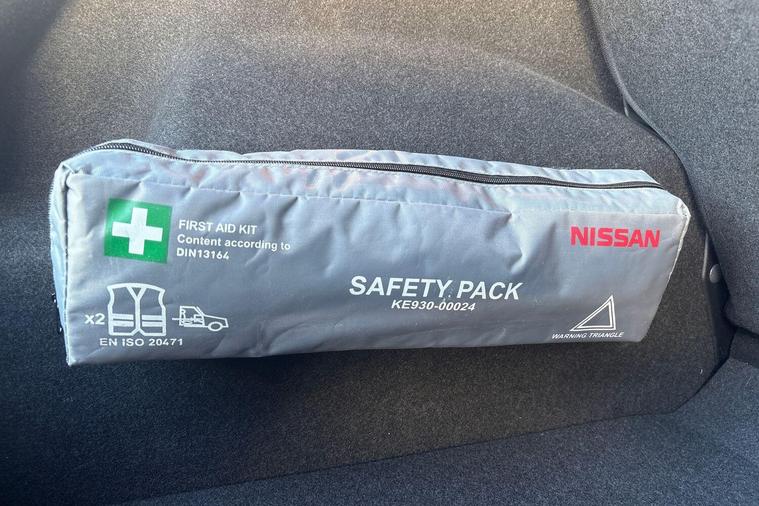 FIRST AID KIT
Content according to
DIN13164
NISSAN
SAFETY PACK
KE930-00024
x2
EN ISO 20471
WARNING TRIANGLE